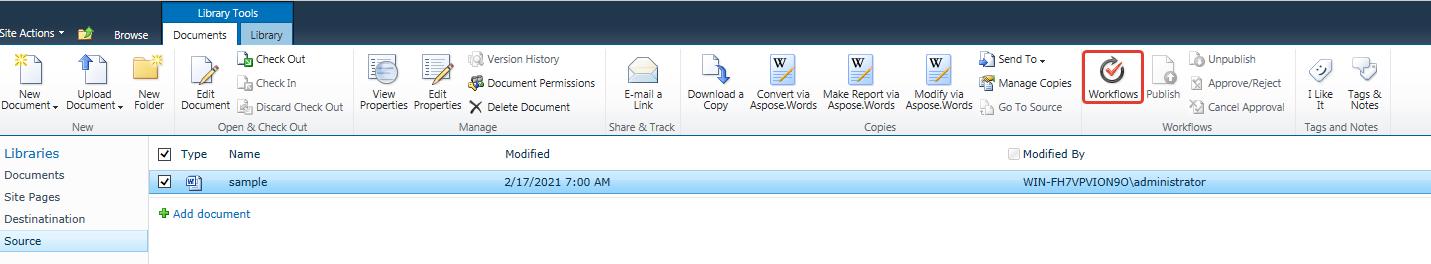 Library Tools
Site Actions
Browse
Documents
Library
New
Document
Upload
Document
New
Folder
New
Edit
Document
Check Out
Check In
Discard Check Out
Open & Check Out
View
Properties
Edit
Properties
Version History
Document Permissions
Delete Document
Manage
E-mail a
Link
Share & Track
Download a
Copy
Convert via
Aspose.Words
Make Report via
Aspose.Words
Modify via
Aspose.Words
Send To
Manage Copies
Go To Source
Copies
Workflows
Publish
Unpublish
Approve/Reject
Cancel Approval
Workflows
I Like
It
Tags &
Notes
Tags and Notes
Libraries
Documents
Site Pages
Destinatination
Source
Type Name Modified Modified By
sample 2/17/2021 7:00 AM WIN-FH7VPVION9O\administrator
Add document